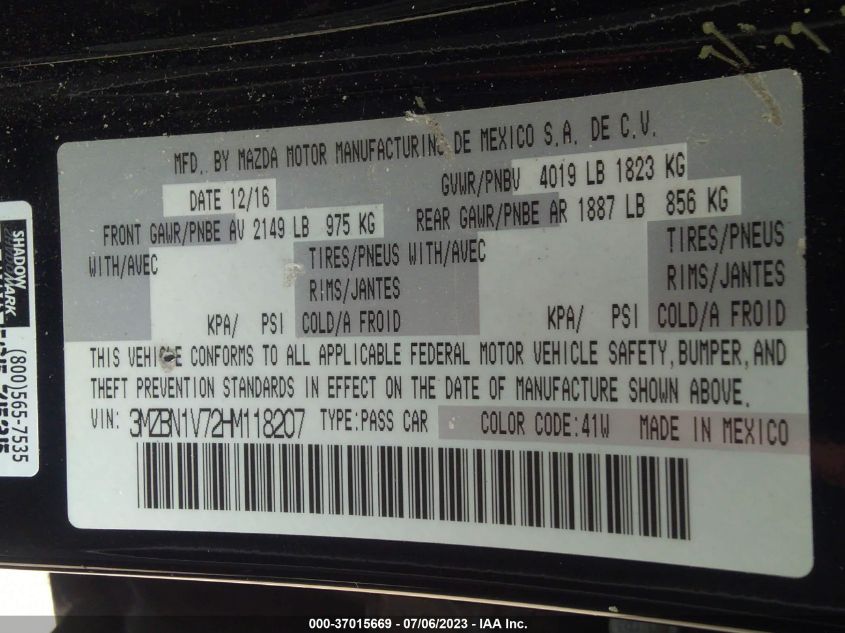 MFD. BY MAZDA MOTOR MANUFACTURING DE MEXICO S.A. DE C.V.
DATE 12/16 GVWR/PNBV 4019 LB 1823 KG
FRONT GAWR/PNBE AV 2149 LB 975 KG REAR GAWR/PNBE AR 1887 LB 856 KG
WITH/AVEC TIRES/PNEUS WITH/AVEC TIRES/PNEUS
RIMS/JANTES RIMS/JANTES
KPA/ PSI COLD/A FROID KPA/ PSI COLD/A FROID
THIS VEHICLE CONFORMS TO ALL APPLICABLE FEDERAL MOTOR VEHICLE SAFETY, BUMPER, AND
THEFT PREVENTION STANDARDS IN EFFECT ON THE DATE OF MANUFACTURE SHOWN ABOVE.
VIN: 3MZBN1V72HM118207 TYPE:PASS CAR COLOR CODE:41W MADE IN MEXICO
SHADOW
MARK
(800)565-7535
000-37015669 - 07/06/2023 - IAA Inc.